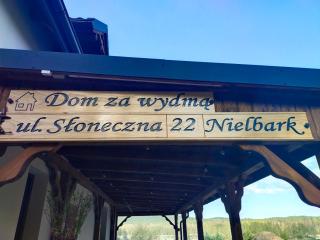 Dom za wydmą
ul. Słoneczna 22 Nielbark